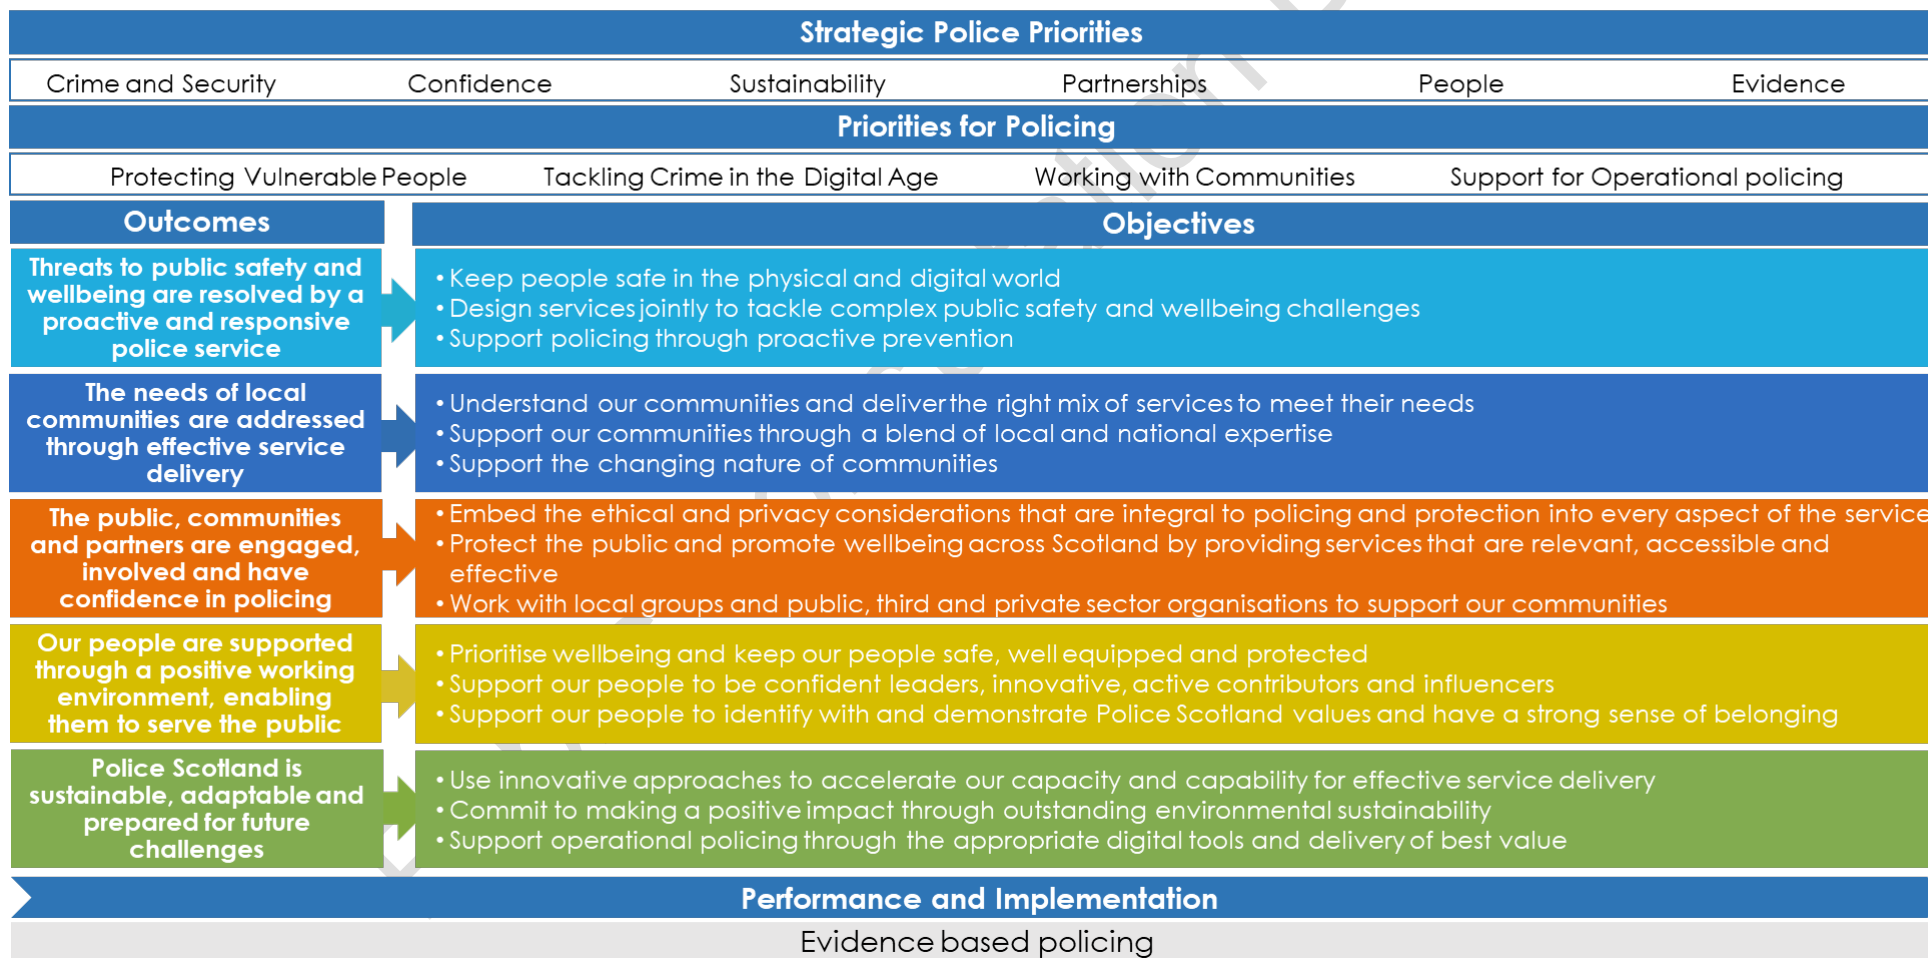 Strategic Police Priorities
Crime and Security Confidence Sustainability Partnerships People Evidence
Priorities for Policing
Protecting Vulnerable People Tackling Crime in the Digital Age Working with Communities Support for Operational policing
Outcomes
Objectives
Threats to public safety and
wellbeing are resolved by a
proactive and responsive
police service
• Keep people safe in the physical and digital world
• Design services jointly to tackle complex public safety and wellbeing challenges
• Support policing through proactive prevention
The needs of local
communities are addressed
through effective service
delivery
• Understand our communities and deliver the right mix of services to meet their needs
• Support our communities through a blend of local and national expertise
• Support the changing nature of communities
The public, communities
and partners are engaged,
involved and have
confidence in policing
• Embed the ethical and privacy considerations that are integral to policing and protection into every aspect of the service
• Protect the public and promote wellbeing across Scotland by providing services that are relevant, accessible and
effective
• Work with local groups and public, third and private sector organisations to support our communities
Our people are supported
through a positive working
environment, enabling
them to serve the public
• Prioritise wellbeing and keep our people safe, well equipped and protected
• Support our people to be confident leaders, innovative, active contributors and influencers
• Support our people to identify with and demonstrate Police Scotland values and have a strong sense of belonging
Police Scotland is
sustainable, adaptable and
prepared for future
challenges
• Use innovative approaches to accelerate our capacity and capability for effective service delivery
• Commit to making a positive impact through outstanding environmental sustainability
• Support operational policing through the appropriate digital tools and delivery of best value
Performance and Implementation
Evidence based policing